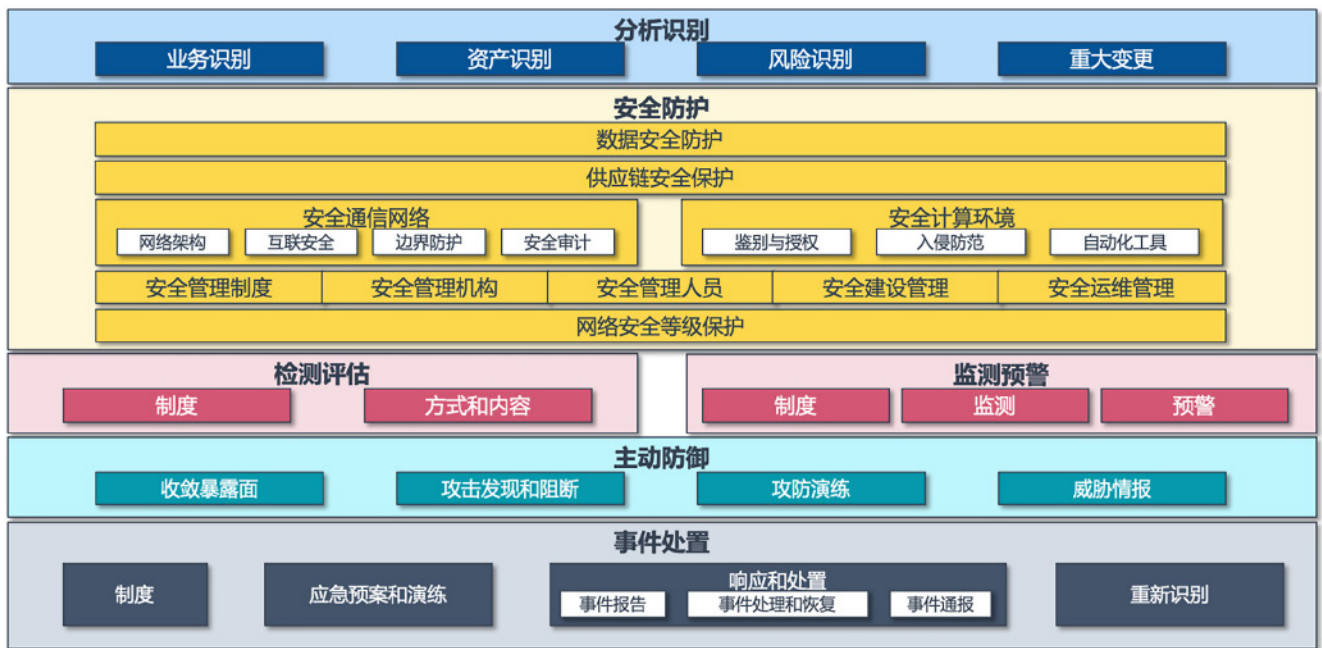 分析识别
业务识别 资产识别 风险识别 重大变更
安全防护
数据安全防护
供应链安全保护
安全通信网络
网络架构 互联安全 边界防护 安全审计
安全计算环境
鉴别与授权 入侵防范 自动化工具
安全管理制度 安全管理机构 安全管理人员 安全建设管理 安全运维管理
网络安全等级保护
检测评估
制度 方式和内容
监测预警
制度 监测 预警
主动防御
收敛暴露面 攻击发现和阻断 攻防演练 威胁情报
事件处置
制度
应急预案和演练
响应和处置
事件报告 事件处理和恢复 事件通报
重新识别